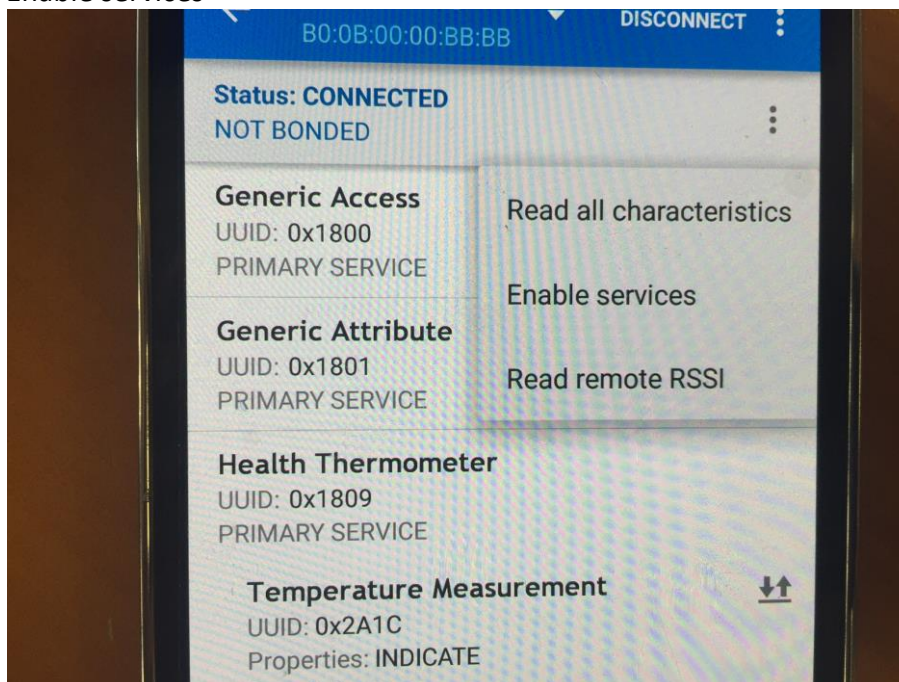 B0:0B:00:00:BB:BB
DISCONNECT
Status: CONNECTED
NOT BONDED
Generic Access
UUID: 0x1800
PRIMARY SERVICE
Read all characteristics
Enable services
Read remote RSSI
Generic Attribute
UUID: 0x1801
PRIMARY SERVICE
Health Thermometer
UUID: 0x1809
PRIMARY SERVICE
Temperature Measurement
UUID: 0x2A1C
Properties: INDICATE